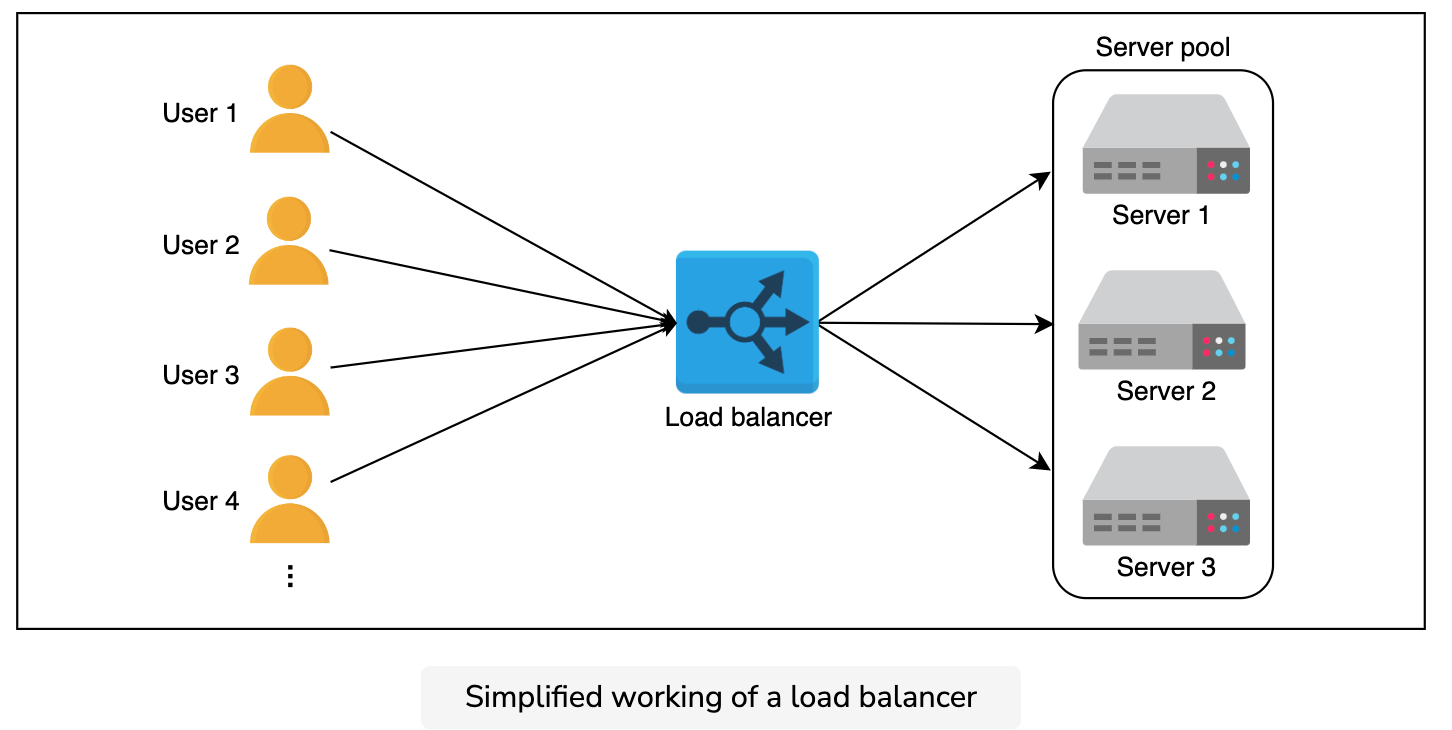 Server pool
User 1
User 2
User 3
User 4
...
Load balancer
Server 1
Server 2
Server 3
Simplified working of a load balancer